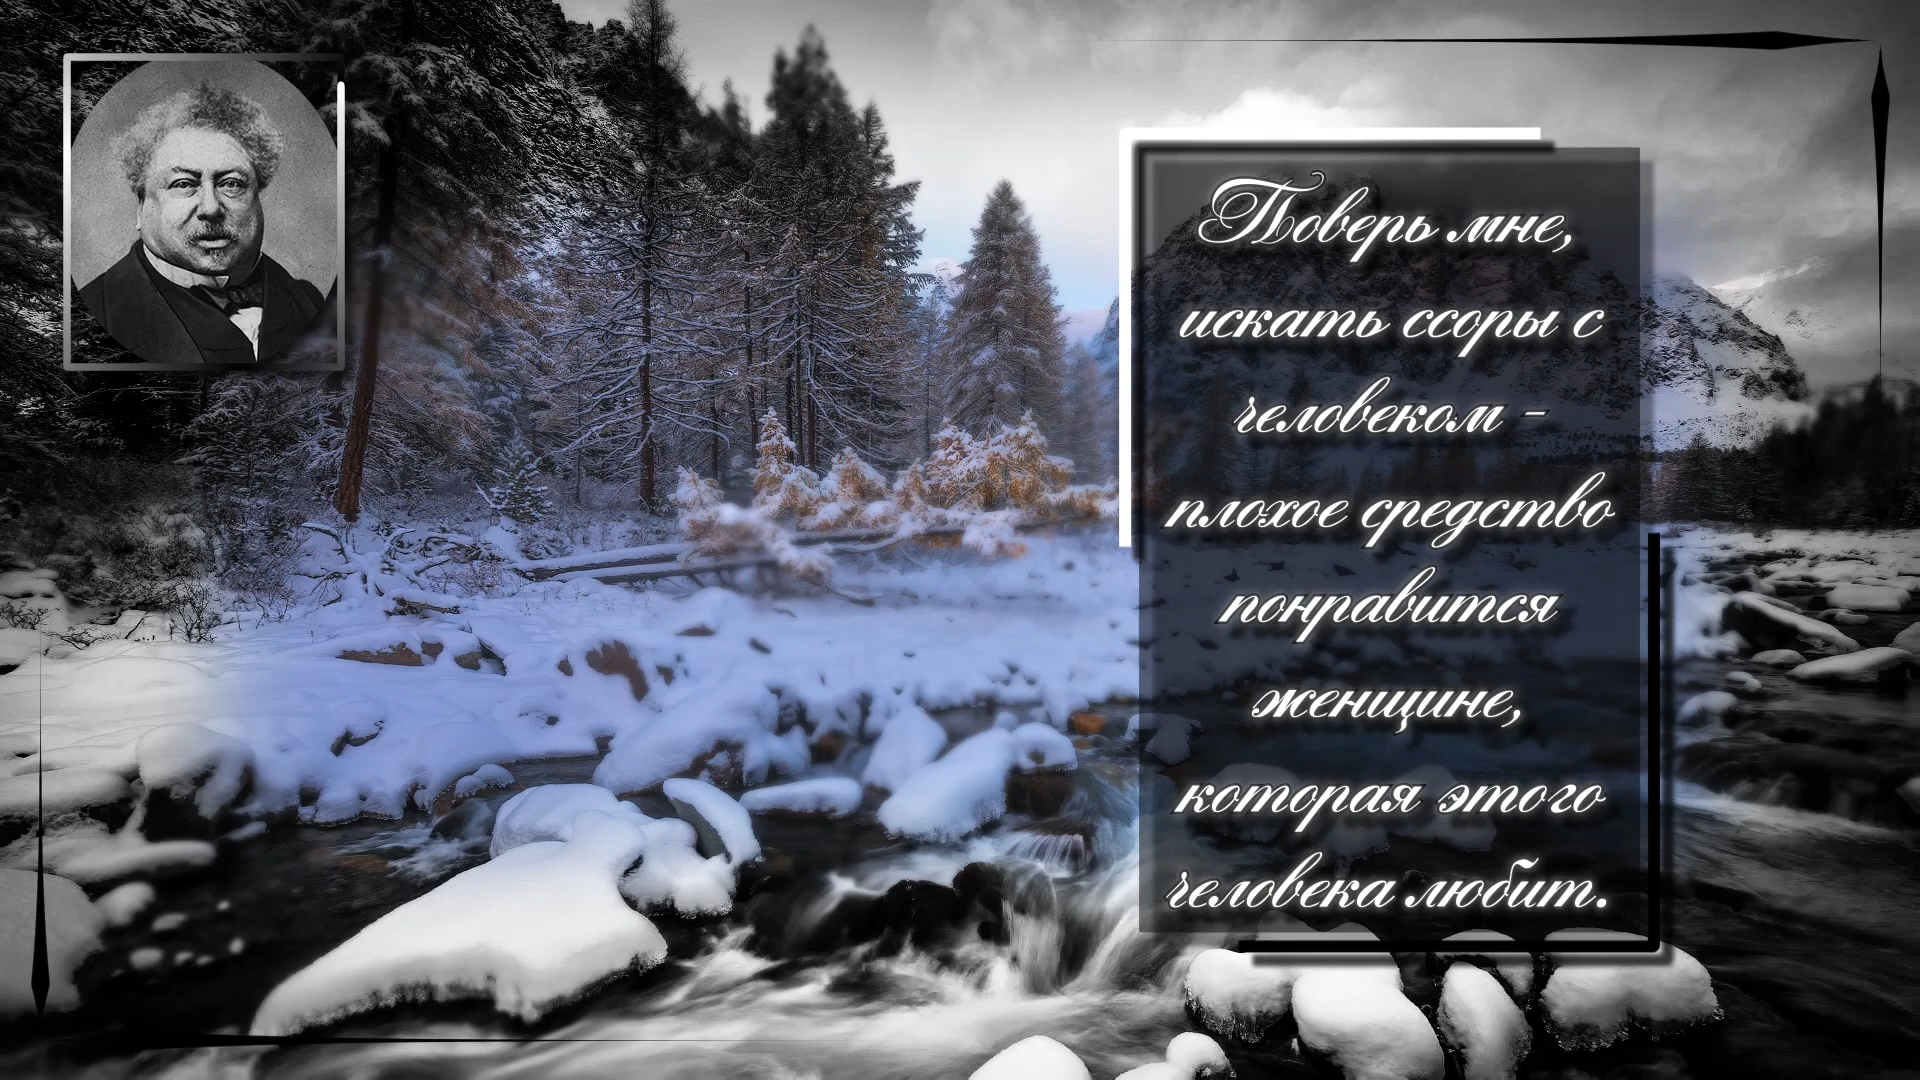 Поверь мне,
искать ссоры с
человеком -
плохое средство
понравится
женщине,
которая этого
человека любит.